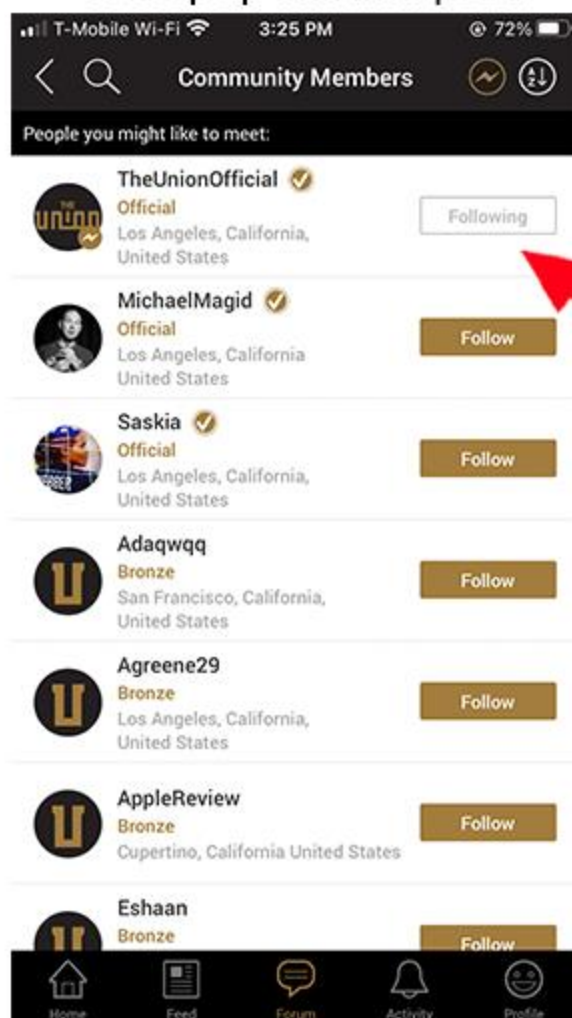 T-Mobile Wi-Fi 3:25 PM 72%
Community Members
People you might like to meet:
THE
union
TheUnionOfficial
Official
Los Angeles, California,
United States
Following
MichaelMagid
Official
Los Angeles, California
United States
Follow
Saskia
Official
Los Angeles, California,
United States
Follow
Adaqwqq
Bronze
San Francisco, California,
United States
Follow
Agreene29
Bronze
Los Angeles, California,
United States
Follow
AppleReview
Bronze
Cupertino, California United States
Follow
Eshaan
Bronze
Follow
Home Feed Forum Activity Profile